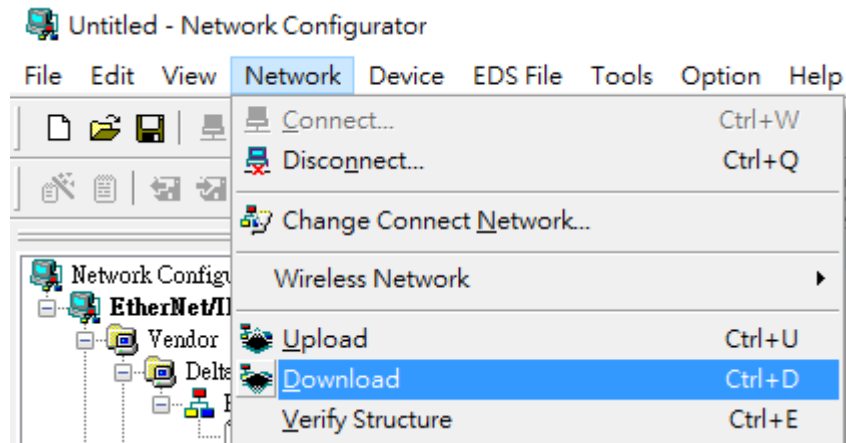 Untitled - Network Configurator
File Edit View Network Device EDS File Tools Option Help
Connect... Ctrl+W
Disconnect... Ctrl+Q
Change Connect Network...
Network Configu
Wireless Network
EtherNet/I
Vendor
Upload Ctrl+U
Delta
Download Ctrl+D
Verify Structure Ctrl+E